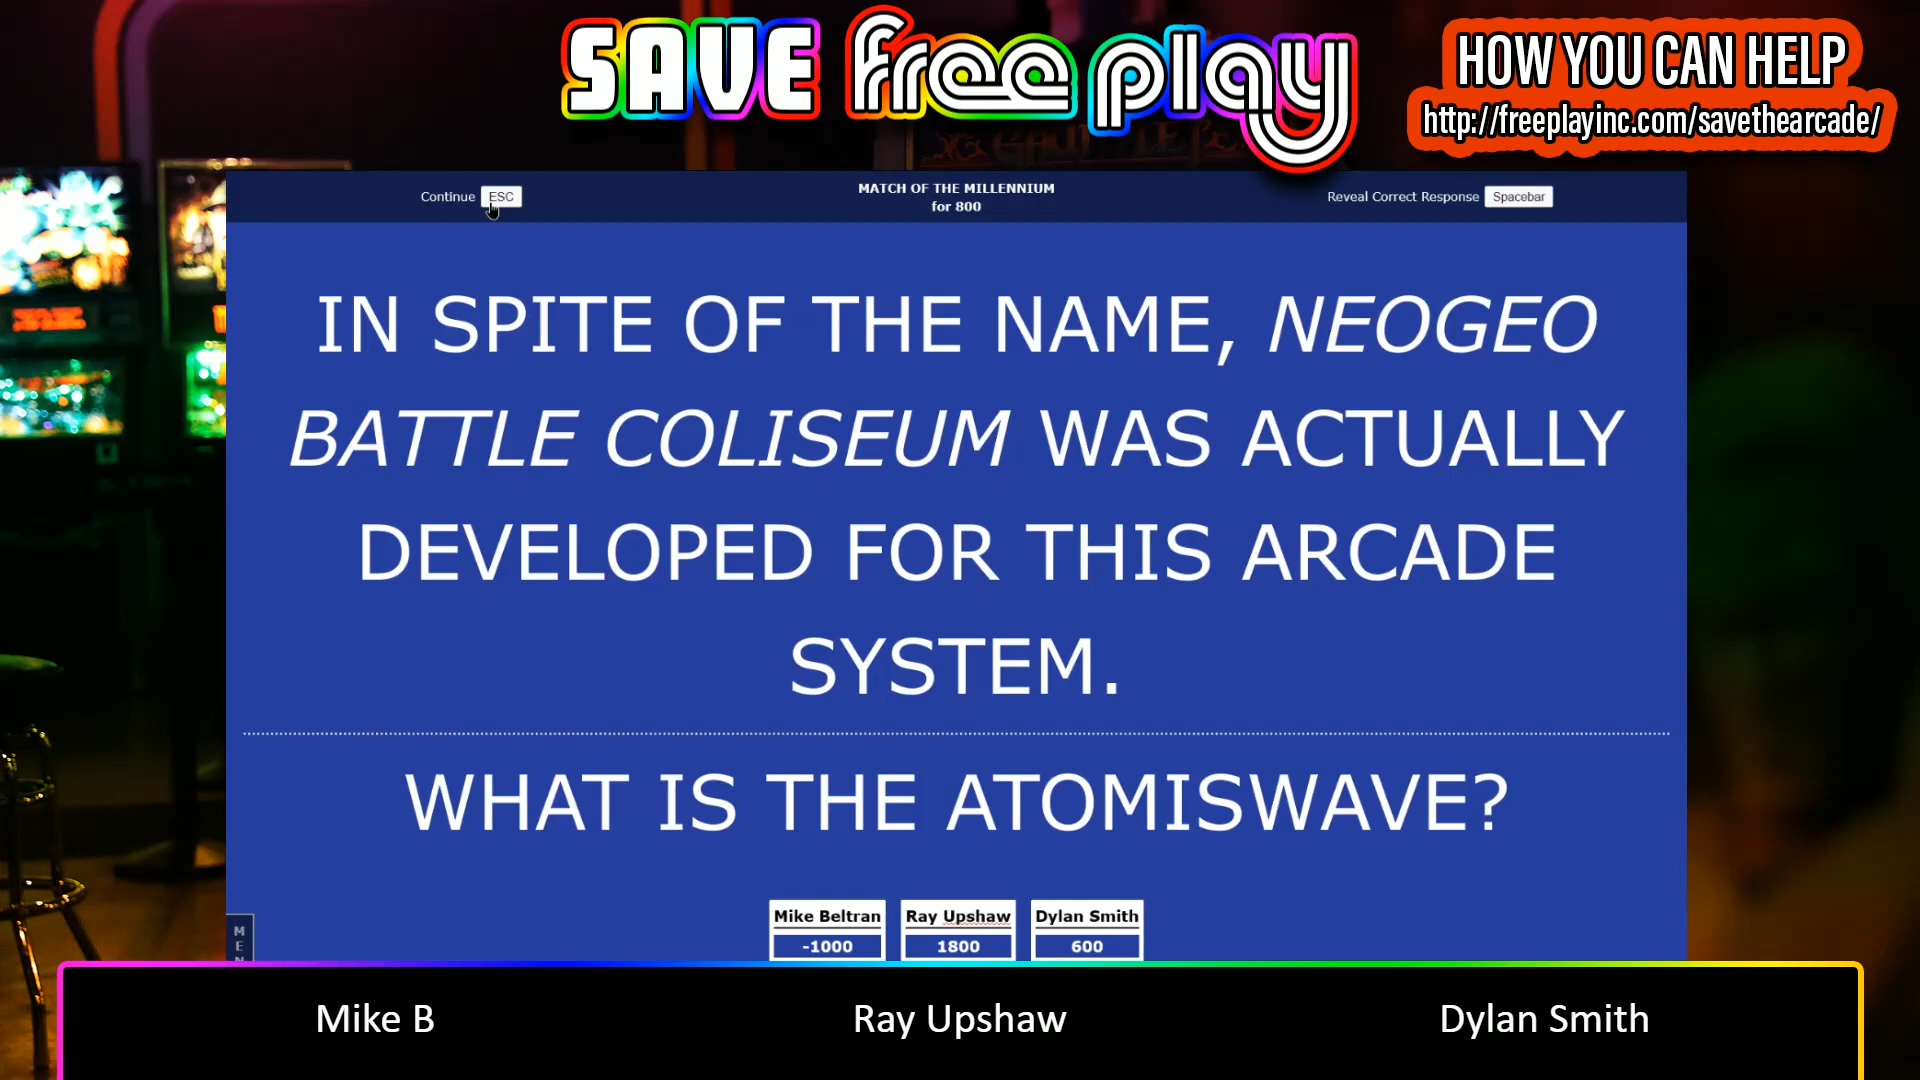 SAVE free play
HOW YOU CAN HELP
http://freeplayinc.com/savethearcade/
Continue ESC
MATCH OF THE MILLENNIUM
for 800
Reveal Correct Response Spacebar
IN SPITE OF THE NAME, NEOGEO
BATTLE COLISEUM WAS ACTUALLY
DEVELOPED FOR THIS ARCADE
SYSTEM.
WHAT IS THE ATOMISWAVE?
Mike Beltran Ray Upshaw Dylan Smith
-1000 1800 600
M
E
N
Mike B Ray Upshaw Dylan Smith